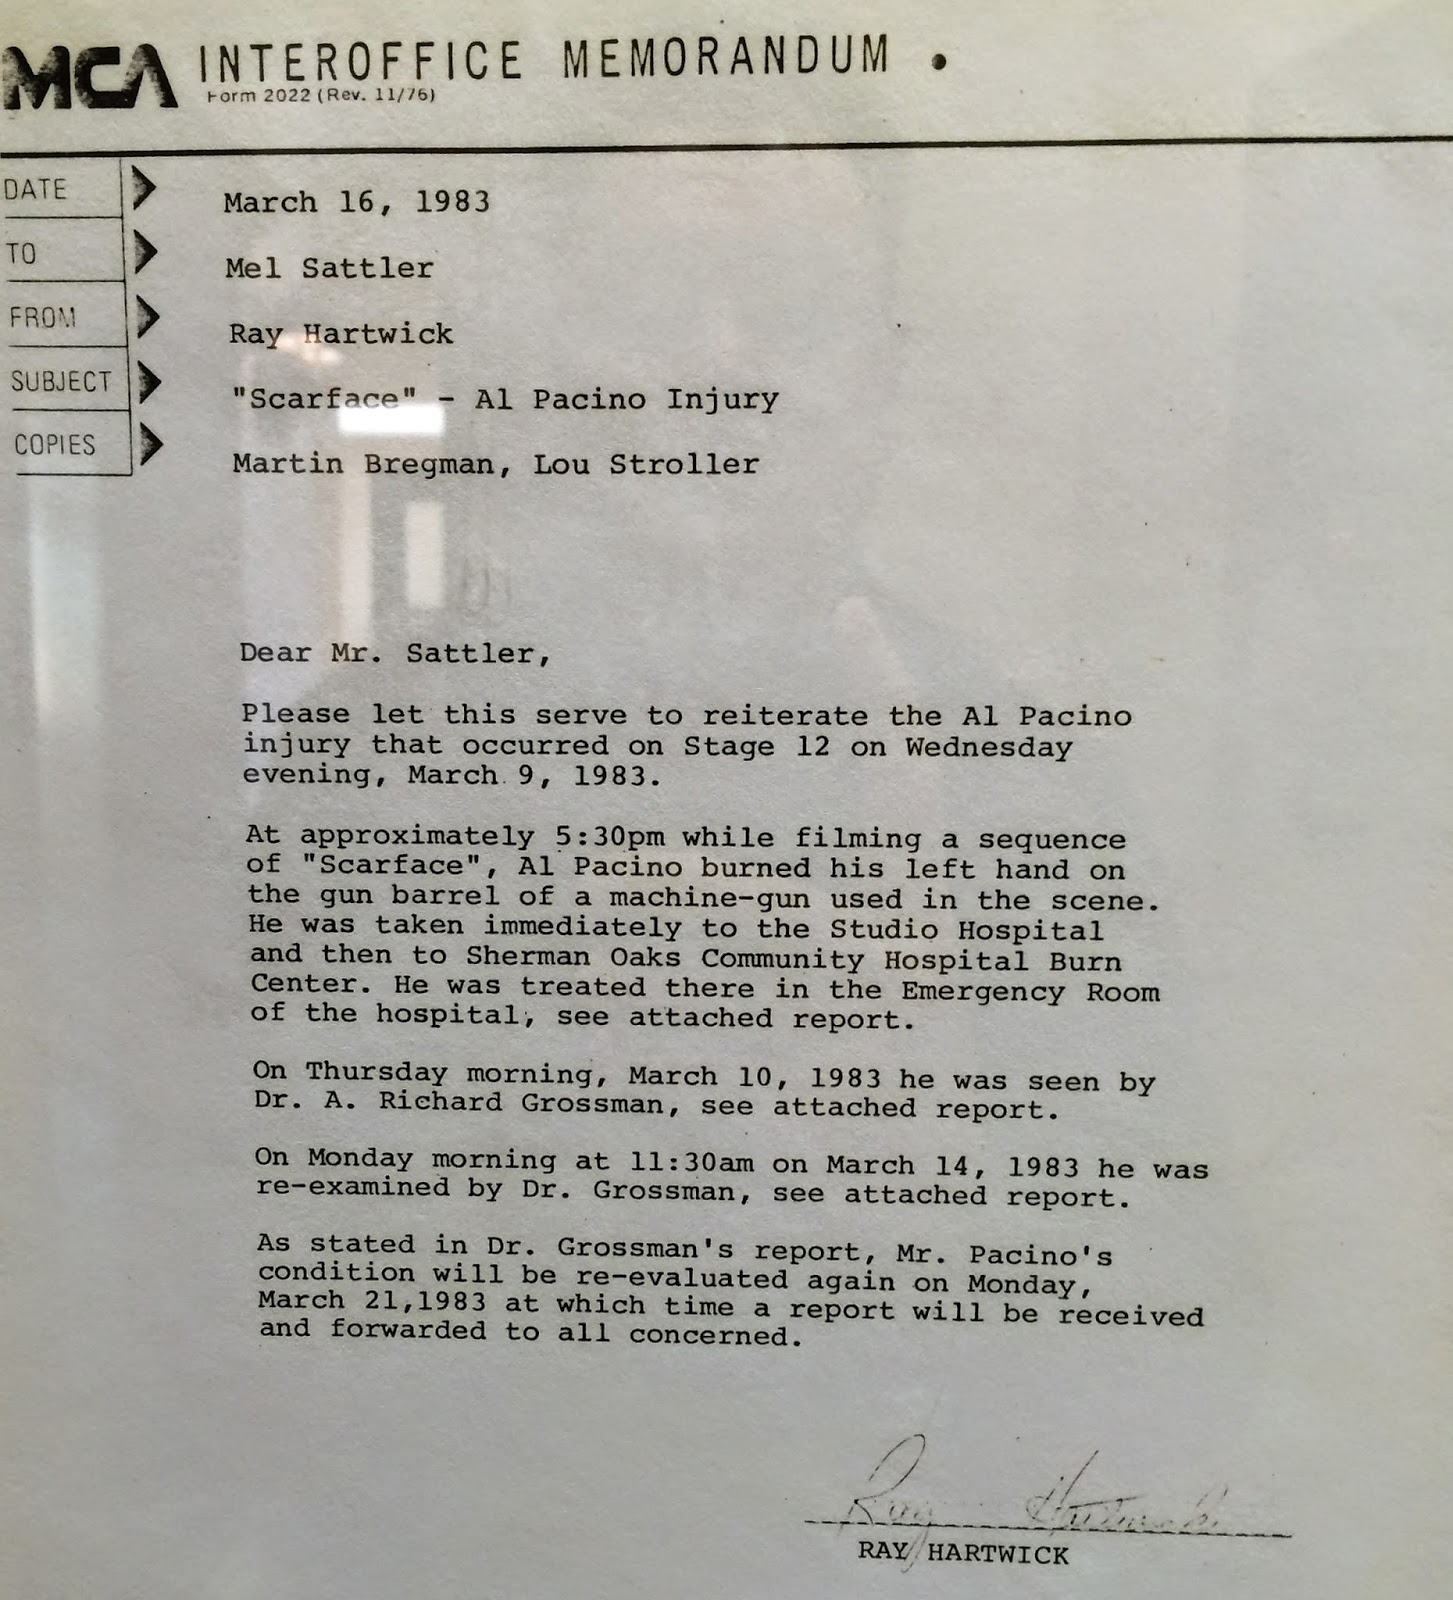 MCA INTEROFFICE MEMORANDUM •
Form 2022 (Rev. 11/76)
DATE March 16, 1983
TO Mel Sattler
FROM Ray Hartwick
SUBJECT "Scarface" - Al Pacino Injury
COPIES Martin Bregman, Lou Stroller
Dear Mr. Sattler,
Please let this serve to reiterate the Al Pacino
injury that occurred on Stage 12 on Wednesday
evening, March 9, 1983.
At approximately 5:30pm while filming a sequence
of "Scarface", Al Pacino burned his left hand on
the gun barrel of a machine-gun used in the scene.
He was taken immediately to the Studio Hospital
and then to Sherman Oaks Community Hospital Burn
Center. He was treated there in the Emergency Room
of the hospital, see attached report.
On Thursday morning, March 10, 1983 he was seen by
Dr. A. Richard Grossman, see attached report.
On Monday morning at 11:30am on March 14, 1983 he was
re-examined by Dr. Grossman, see attached report.
As stated in Dr. Grossman's report, Mr. Pacino's
condition will be re-evaluated again on Monday,
March 21,1983 at which time a report will be received
and forwarded to all concerned.
Ray Hartwick
RAY HARTWICK